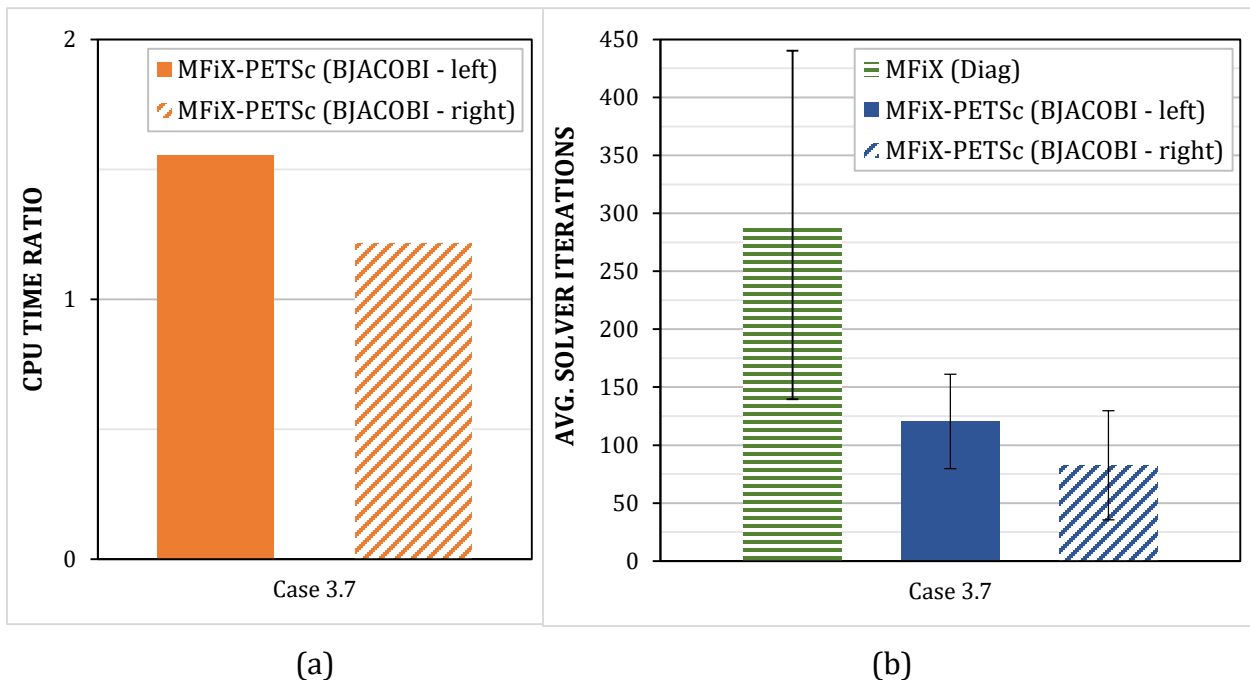 2
1
0
CPU TIME RATIO
MFiX-PETSc (BJACOBI - left)
MFiX-PETSc (BJACOBI - right)
Case 3.7
(a)
450
400
350
300
250
200
150
100
50
0
AVG. SOLVER ITERATIONS
MFiX (Diag)
MFiX-PETSc (BJACOBI - left)
MFiX-PETSc (BJACOBI - right)
Case 3.7
(b)